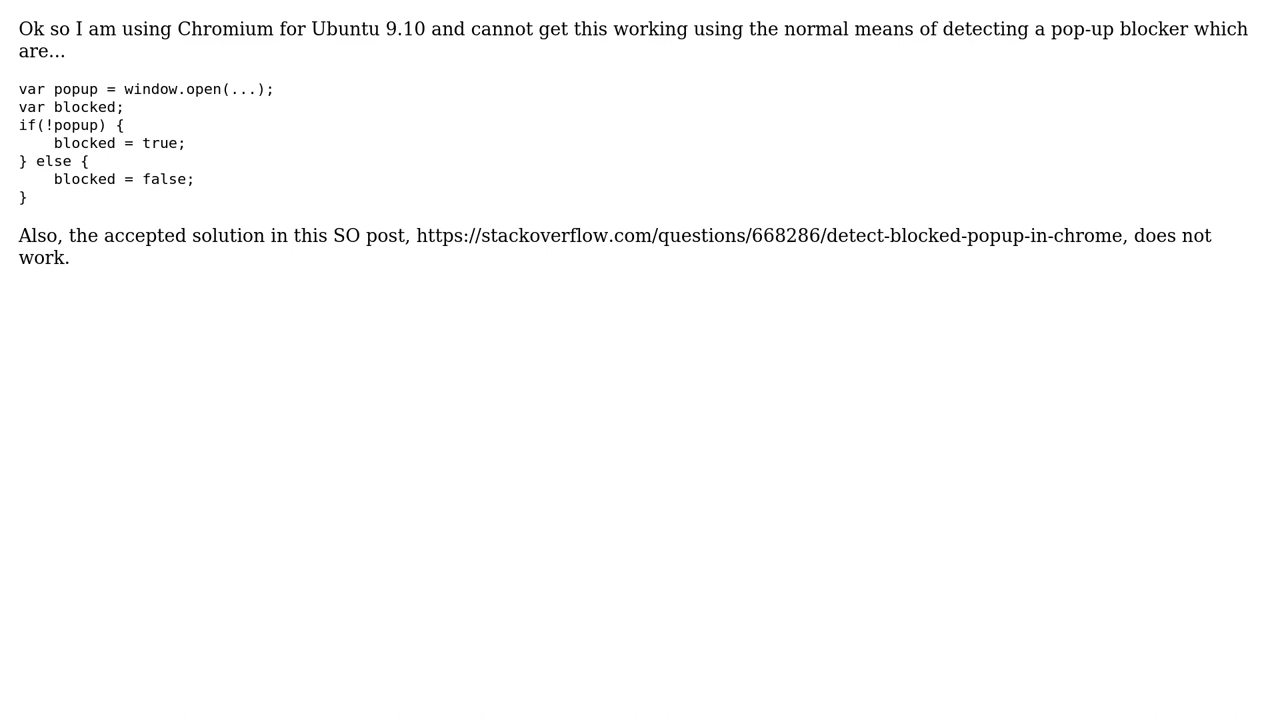 Ok so I am using Chromium for Ubuntu 9.10 and cannot get this working using the normal means of detecting a pop-up blocker which
are...
var popup = window.open(...);
var blocked;
if(!popup) {
    blocked = true;
} else {
    blocked = false;
}
Also, the accepted solution in this SO post, https://stackoverflow.com/questions/668286/detect-blocked-popup-in-chrome, does not
work.